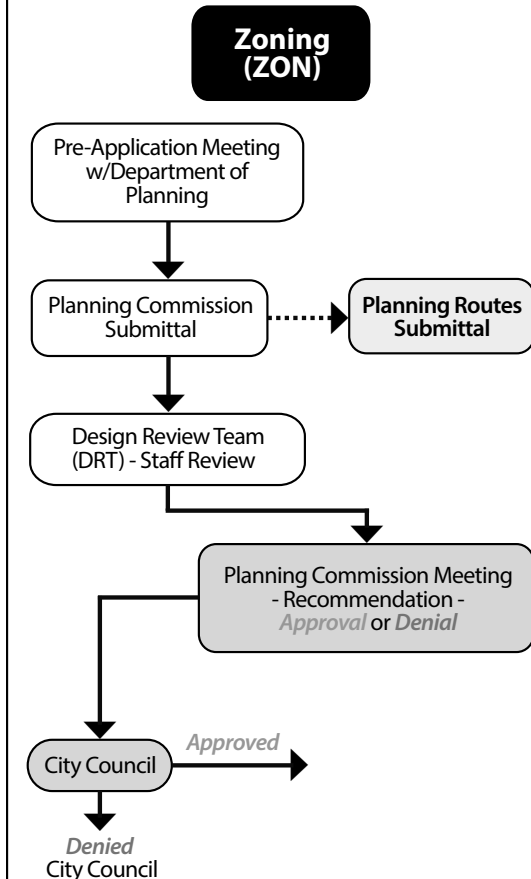 Zoning
(ZON)
Pre-Application Meeting
w/Department of
Planning
Planning Commission
Submittal
Planning Routes
Submittal
Design Review Team
(DRT) - Staff Review
Planning Commission Meeting
- Recommendation -
Approval or Denial
City Council
Approved
Denied
City Council